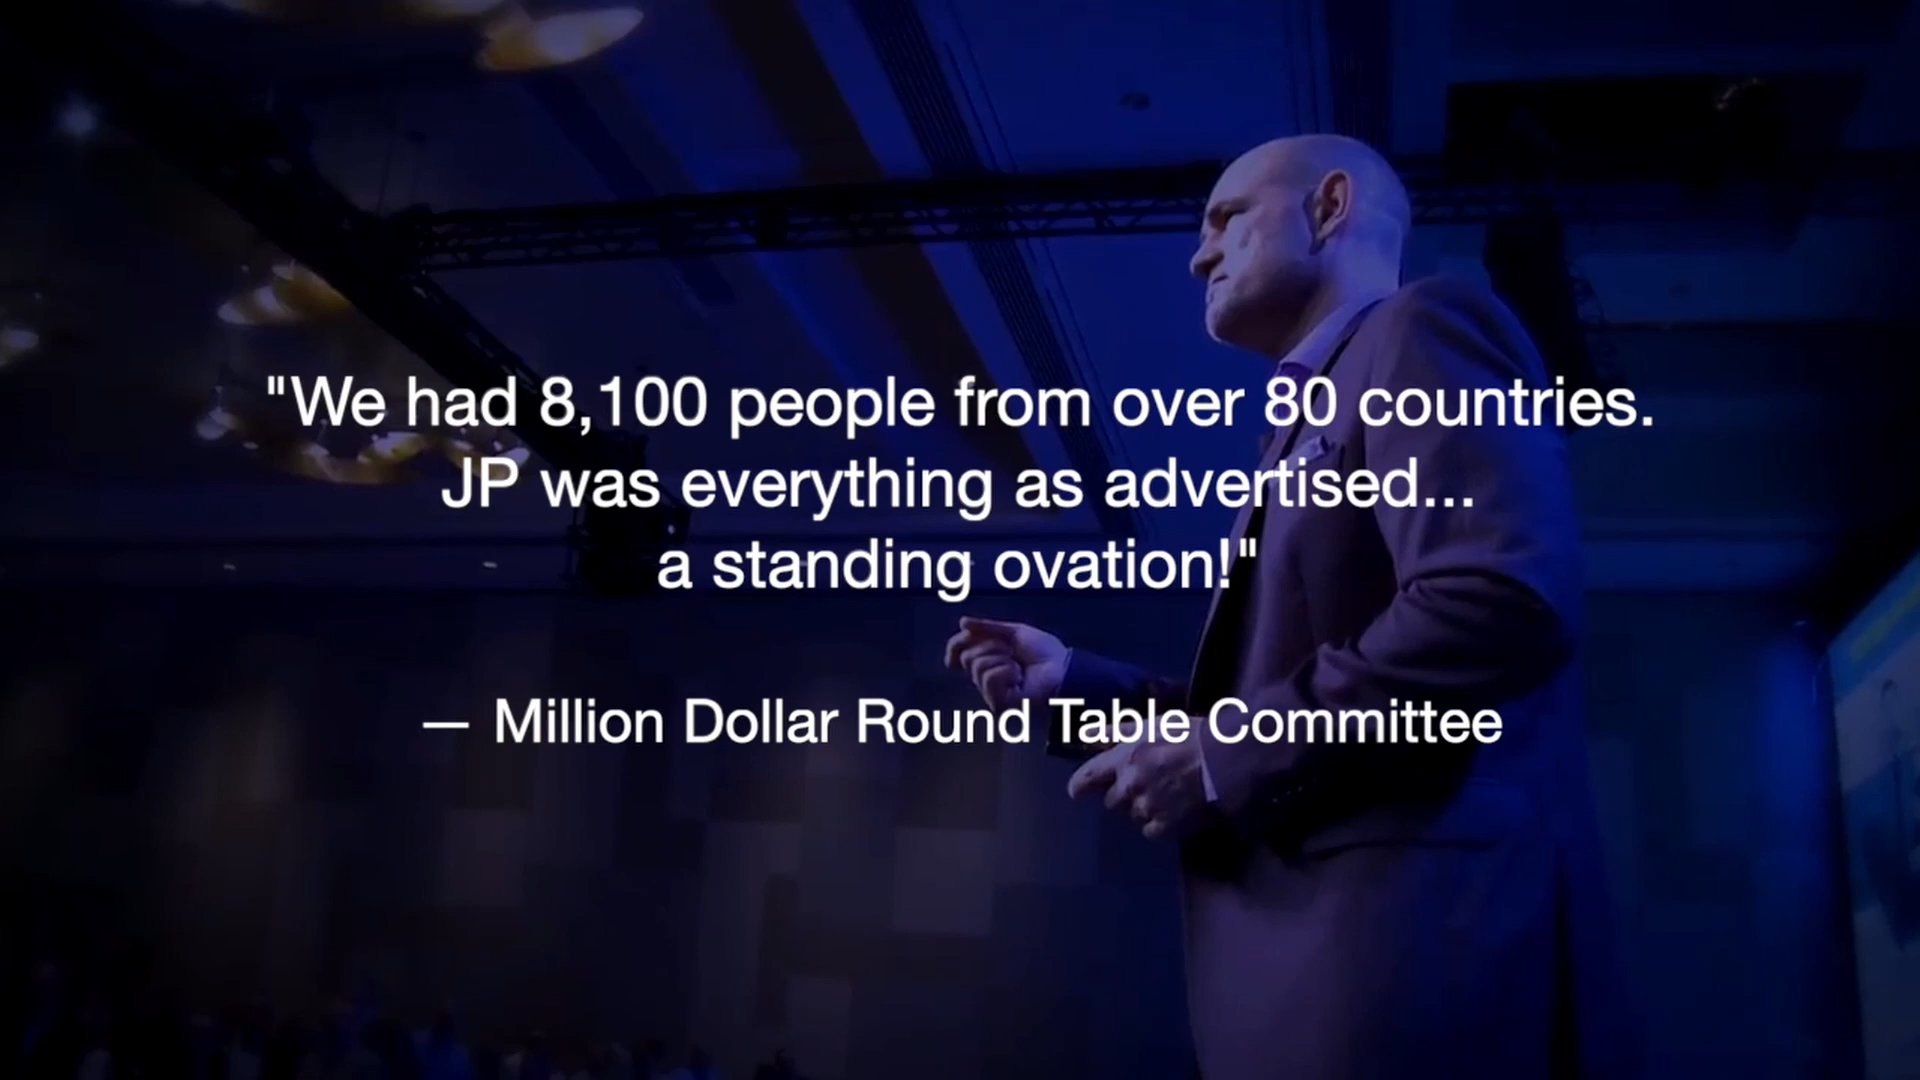 "We had 8,100 people from over 80 countries.
JP was everything as advertised...
a standing ovation!"
— Million Dollar Round Table Committee